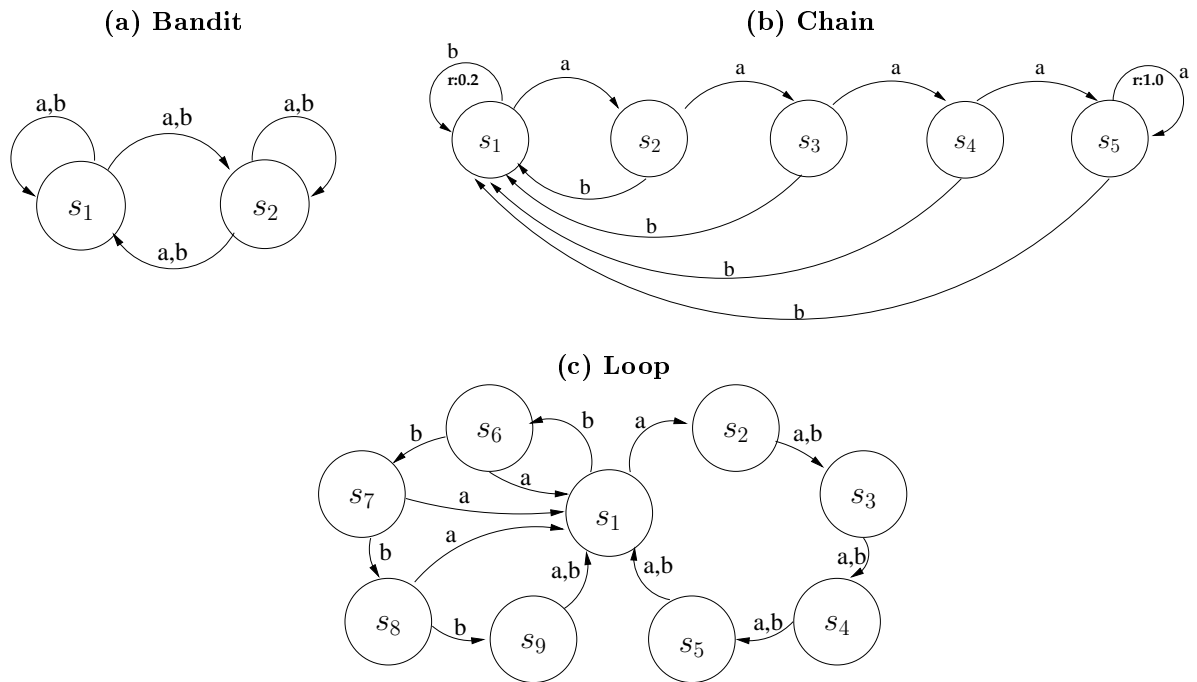 (a) Bandit
(b) Chain
a,b
a,b
a,b
s1
s2
a,b
b
r:0.2
a
a
a
a
r:1.0
a
s1
s2
s3
s4
s5
b
b
b
b
(c) Loop
s6
b
b
a
s7
a
b
a
s8
b
s9
a,b
s1
a
s2
a,b
s3
a,b
s4
a,b
s5
a,b